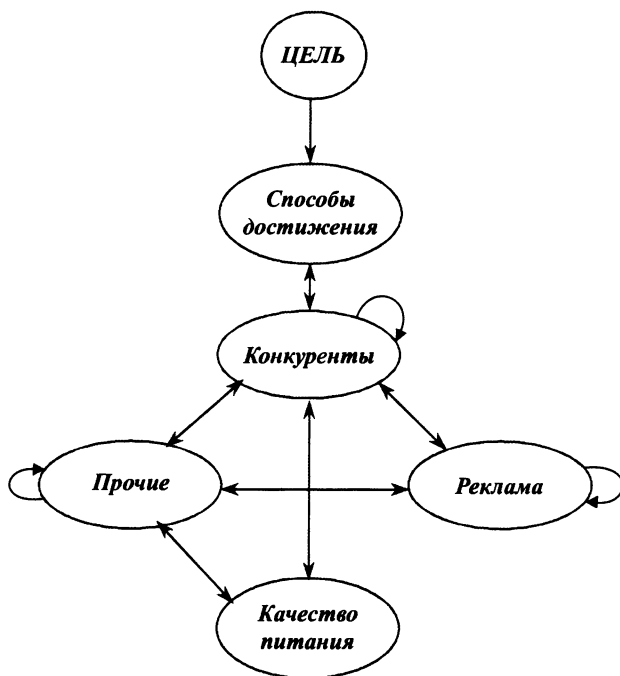 ЦЕЛЬ
Способы
достижения
Конкуренты
Прочие
Реклама
Качество
питания